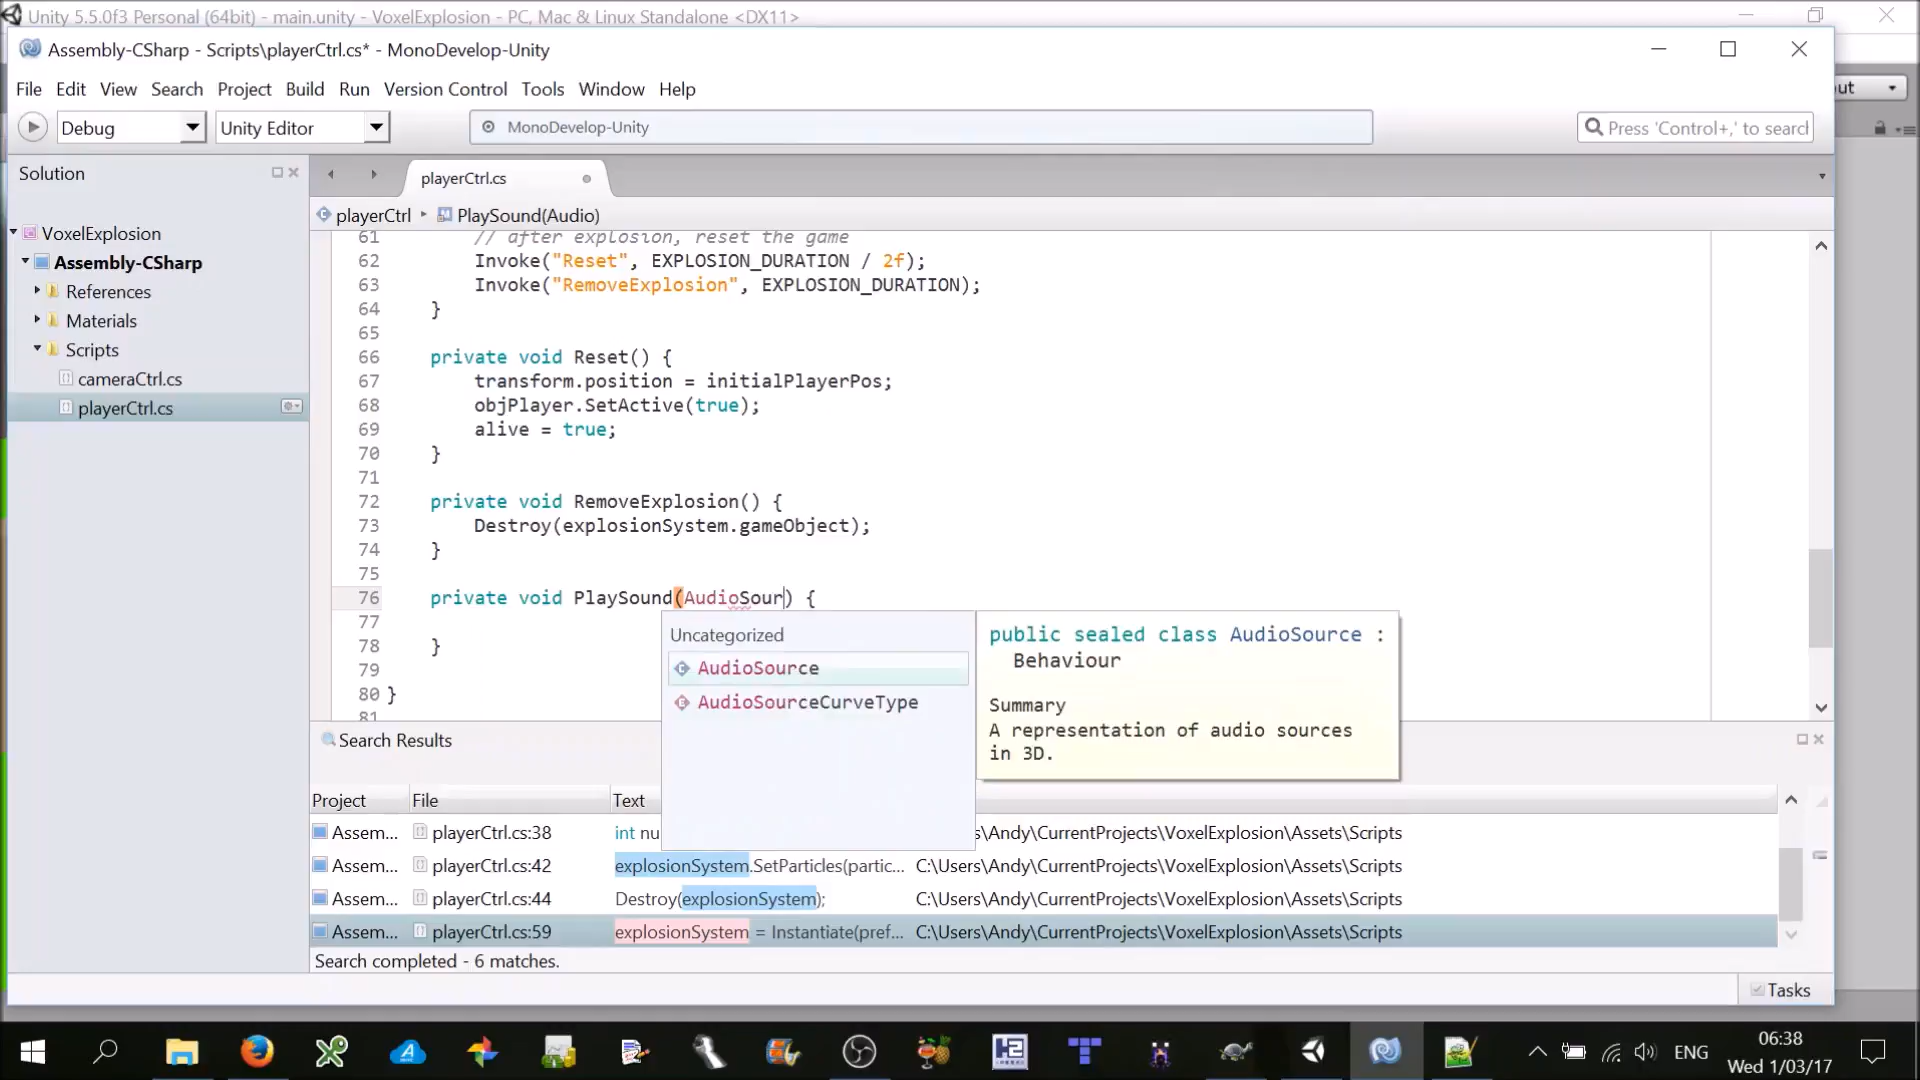 Unity 5.5.0f3 Personal (64bit) - main.unity - VoxelExplosion - PC, Mac & Linux Standalone <DX11>
Assembly-CSharp - Scripts\playerCtrl.cs* - MonoDevelop-Unity
File Edit View Search Project Build Run Version Control Tools Window Help
Debug Unity Editor MonoDevelop-Unity Press 'Control+,' to search
Solution
playerCtrl.cs
playerCtrl PlaySound(Audio)
VoxelExplosion
Assembly-CSharp
References
Materials
Scripts
cameraCtrl.cs
playerCtrl.cs
61 // after explosion, reset the game
62 Invoke("Reset", EXPLOSION_DURATION / 2f);
63 Invoke("RemoveExplosion", EXPLOSION_DURATION);
64 }
65
66 private void Reset() {
67 transform.position = initialPlayerPos;
68 objPlayer.SetActive(true);
69 alive = true;
70 }
71
72 private void RemoveExplosion() {
73 Destroy(explosionSystem.gameObject);
74 }
75
76 private void PlaySound(AudioSour) {
77
78 }
79
80 }
81
Uncategorized
AudioSource
AudioSourceCurveType
public sealed class AudioSource :
Behaviour
Summary
A representation of audio sources
in 3D.
Search Results
Project File Text
Assem... playerCtrl.cs:38 int nu s\Andy\CurrentProjects\VoxelExplosion\Assets\Scripts
Assem... playerCtrl.cs:42 explosionSystem.SetParticles(partic... C:\Users\Andy\CurrentProjects\VoxelExplosion\Assets\Scripts
Assem... playerCtrl.cs:44 Destroy(explosionSystem); C:\Users\Andy\CurrentProjects\VoxelExplosion\Assets\Scripts
Assem... playerCtrl.cs:59 explosionSystem = Instantiate(pref... C:\Users\Andy\CurrentProjects\VoxelExplosion\Assets\Scripts
Search completed - 6 matches.
Tasks
ENG
06:38
Wed 1/03/17